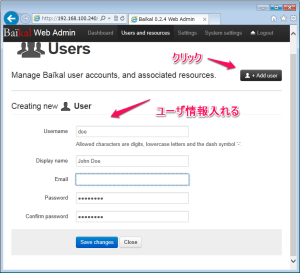 http://192.168.100.240/
Baïkal 0.2.4 Web Admin
Baïkal Web Admin
Dashboard
Users and resources
Settings
System settings
Logout
Users
クリック
Manage Baïkal user accounts, and associated resources.
+ Add user
Creating new User
ユーザ情報入れる
Username
doe
Allowed characters are digits, lowercase letters and the dash symbol '-'
Display name
John Doe
Email
Password
••••••••
Confirm password
••••••••
Save changes
Close